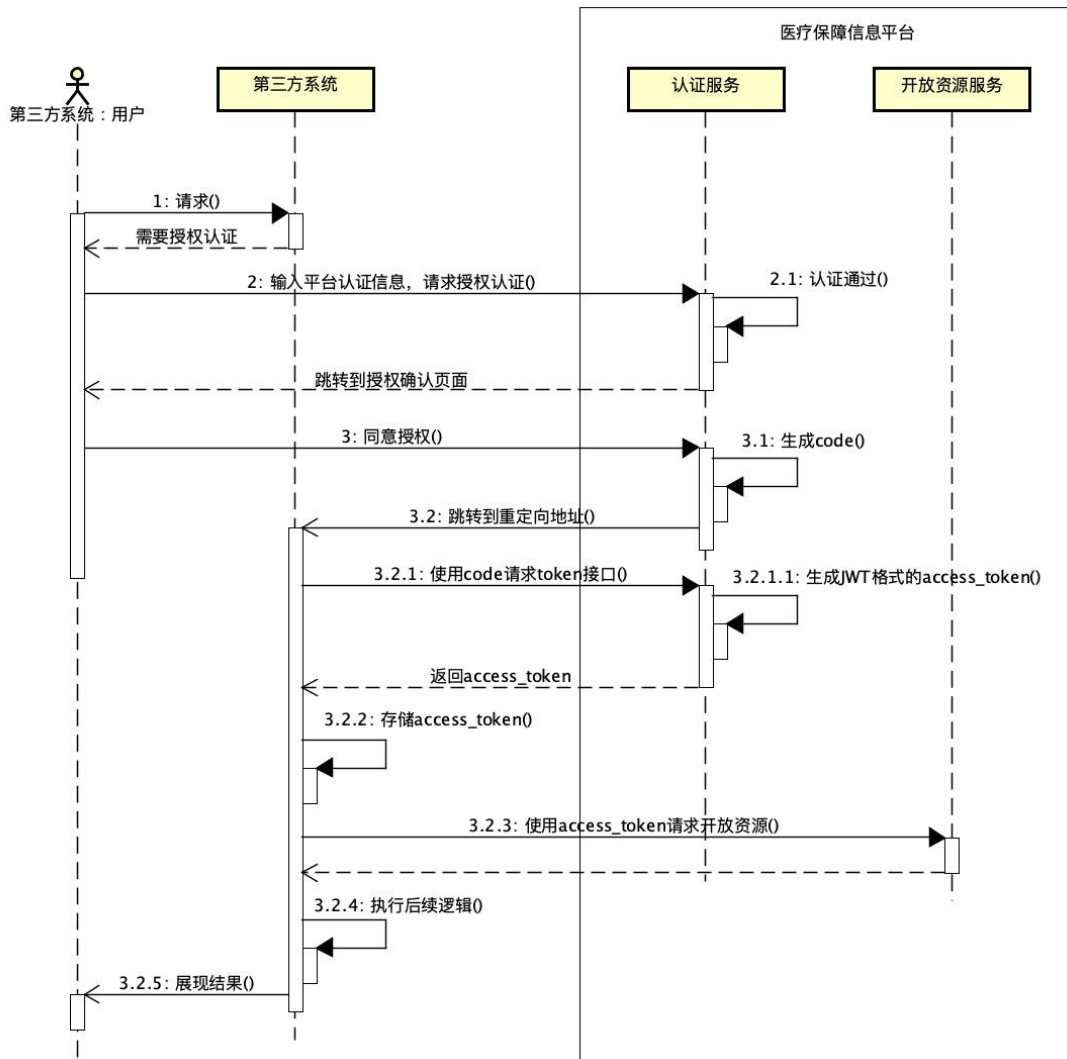 医疗保障信息平台
第三方系统：用户
第三方系统
认证服务
开放资源服务
1: 请求()
需要授权认证
2: 输入平台认证信息，请求授权认证()
2.1: 认证通过()
跳转到授权确认页面
3: 同意授权()
3.1: 生成code()
3.2: 跳转到重定向地址()
3.2.1: 使用code请求token接口()
3.2.1.1: 生成JWT格式的access_token()
返回access_token
3.2.2: 存储access_token()
3.2.3: 使用access_token请求开放资源()
3.2.4: 执行后续逻辑()
3.2.5: 展现结果()